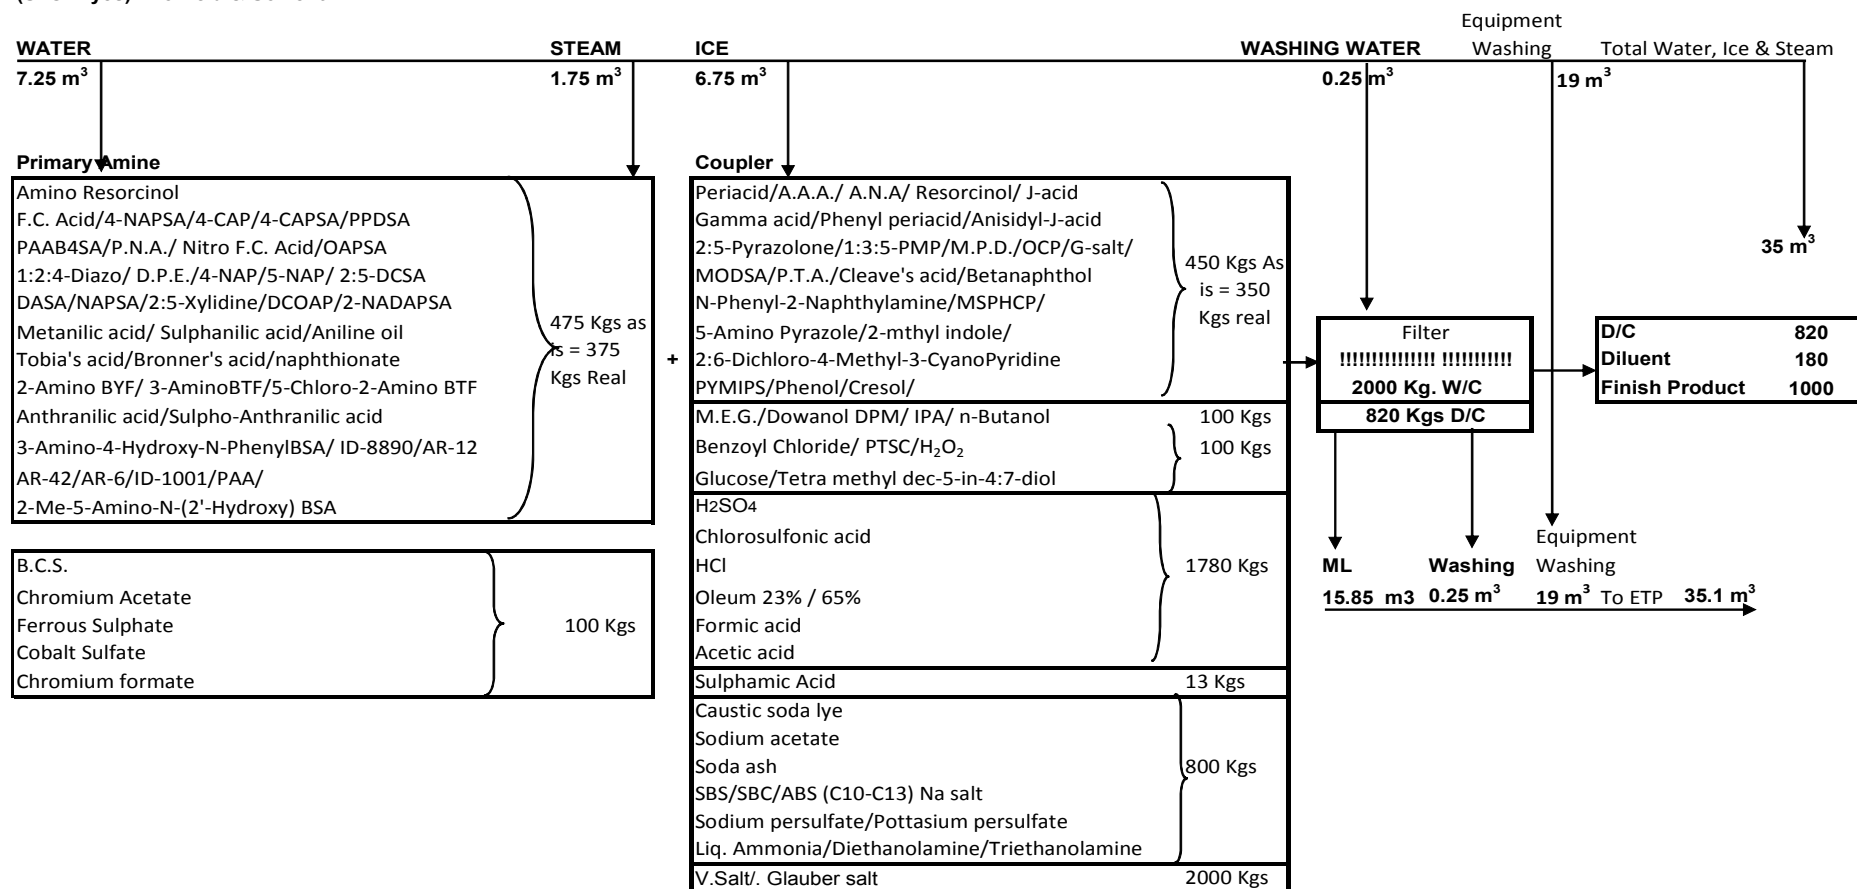 Equipment
WATER STEAM ICE WASHING WATER Washing Total Water, Ice & Steam
7.25 m³ 1.75 m³ 6.75 m³ 0.25 m³ 19 m³
Primary Amine Coupler
Amino Resorcinol
F.C. Acid/4-NAPSA/4-CAP/4-CAPSA/PPDSA
PAAB4SA/P.N.A./ Nitro F.C. Acid/OAPSA
1:2:4-Diazo/ D.P.E./4-NAP/5-NAP/ 2:5-DCSA
DASA/NAPSA/2:5-Xylidine/DCOAP/2-NADAPSA
Metanilic acid/ Sulphanilic acid/Aniline oil
Tobia's acid/Bronner's acid/naphthionate
2-Amino BYF/ 3-AminoBTF/5-Chloro-2-Amino BTF
Anthranilic acid/Sulpho-Anthranilic acid
3-Amino-4-Hydroxy-N-PhenylBSA/ ID-8890/AR-12
AR-42/AR-6/ID-1001/PAA/
2-Me-5-Amino-N-(2'-Hydroxy) BSA
475 Kgs as
is = 375
Kgs Real
+
B.C.S.
Chromium Acetate
Ferrous Sulphate
Cobalt Sulfate
Chromium formate
100 Kgs
Periacid/A.A.A./ A.N.A/ Resorcinol/ J-acid
Gamma acid/Phenyl periacid/Anisidyl-J-acid
2:5-Pyrazolone/1:3:5-PMP/M.P.D./OCP/G-salt/
MODSA/P.T.A./Cleave's acid/Betanaphthol
N-Phenyl-2-Naphthylamine/MSPHCP/
5-Amino Pyrazole/2-mthyl indole/
2:6-Dichloro-4-Methyl-3-CyanoPyridine
PYMIPS/Phenol/Cresol/
450 Kgs As
is = 350
Kgs real
M.E.G./Dowanol DPM/ IPA/ n-Butanol 100 Kgs
Benzoyl Chloride/ PTSC/H₂O₂ 100 Kgs
Glucose/Tetra methyl dec-5-in-4:7-diol
H2SO4
Chlorosulfonic acid
HCl 1780 Kgs
Oleum 23% / 65%
Formic acid
Acetic acid
Sulphamic Acid 13 Kgs
Caustic soda lye
Sodium acetate
Soda ash 800 Kgs
SBS/SBC/ABS (C10-C13) Na salt
Sodium persulfate/Pottasium persulfate
Liq. Ammonia/Diethanolamine/Triethanolamine
V.Salt/. Glauber salt 2000 Kgs
35 m³
Filter
!!!!!!!!!!!!!!! !!!!!!!!!!!
2000 Kg. W/C
820 Kgs D/C
D/C 820
Diluent 180
Finish Product 1000
Equipment
ML Washing Washing
15.85 m3 0.25 m³ 19 m³ To ETP 35.1 m³